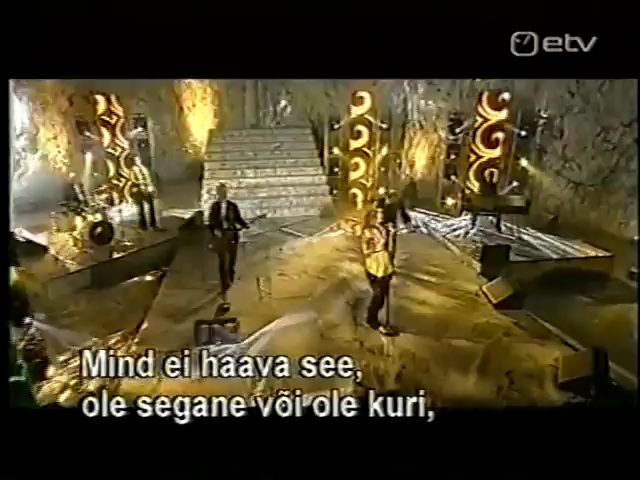 etv
Mind ei haava see,
ole segane või ole kuri,